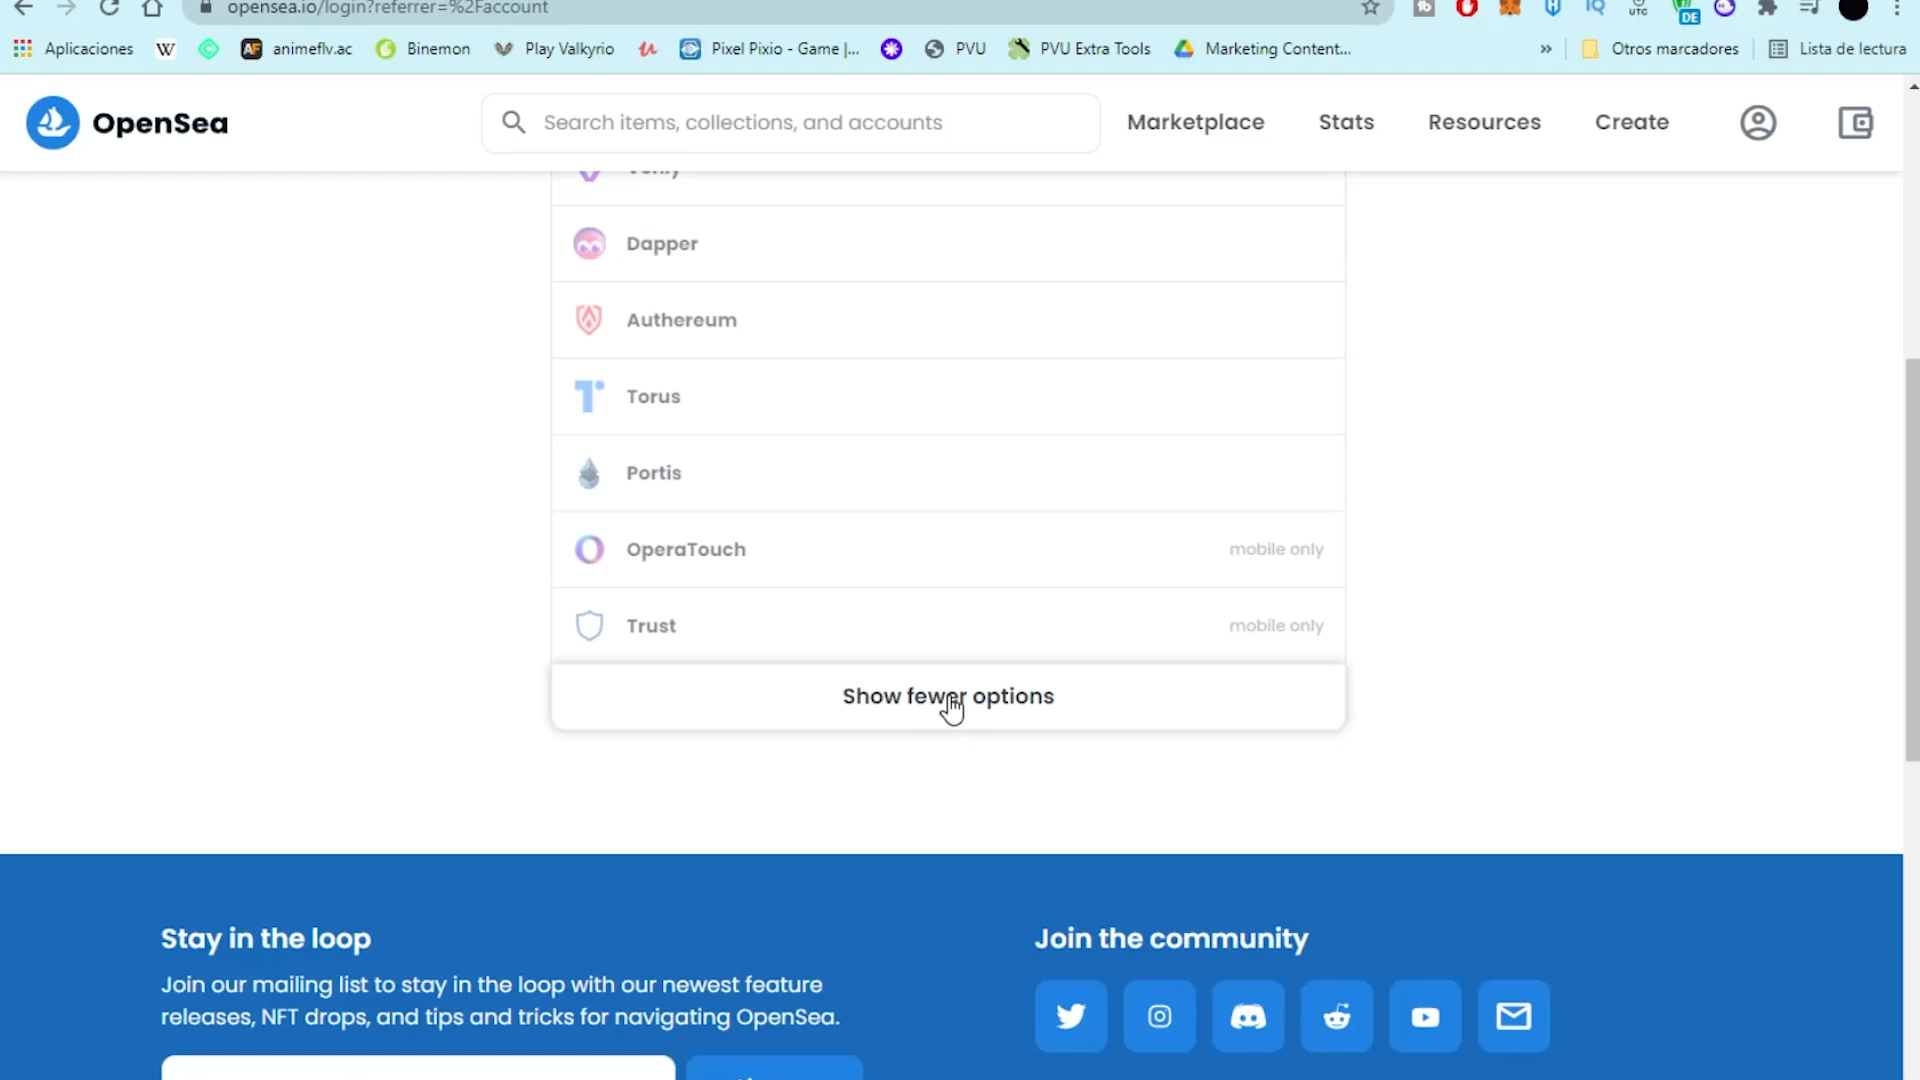 opensea.io/login?referrer=%2Faccount
Aplicaciones
animeflv.ac
Binemon
Play Valkyrio
Pixel Pixio - Game |...
PVU
PVU Extra Tools
Marketing Content...
»
Otros marcadores
Lista de lectura
OpenSea
Search items, collections, and accounts
Marketplace
Stats
Resources
Create
Dapper
Authereum
Torus
Portis
OperaTouch mobile only
Trust mobile only
Show fewer options
Stay in the loop
Join our mailing list to stay in the loop with our newest feature
releases, NFT drops, and tips and tricks for navigating OpenSea.
Join the community